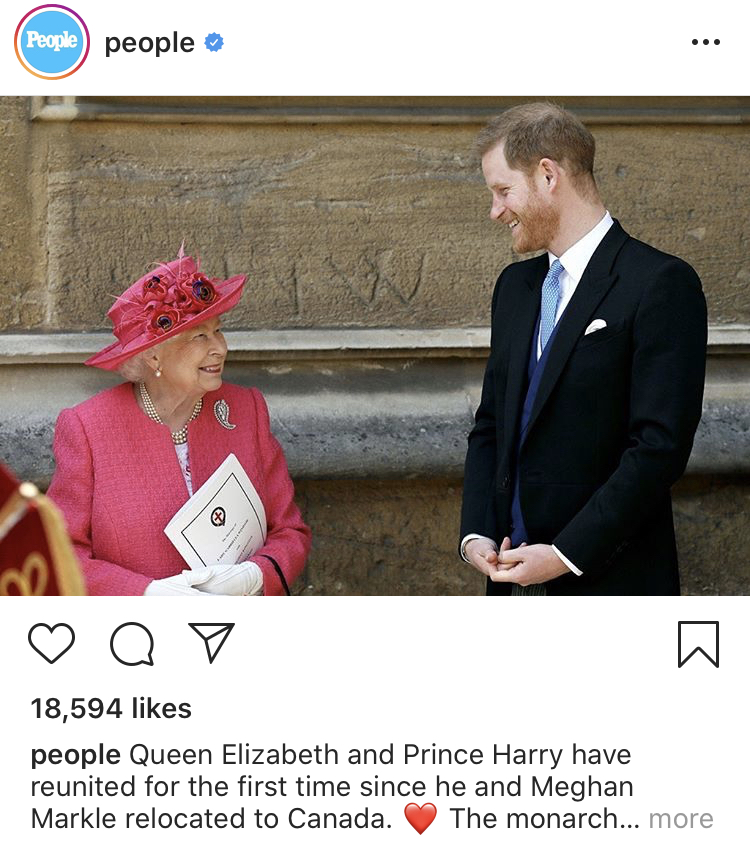 People
people
HW
18,594 likes
people Queen Elizabeth and Prince Harry have
reunited for the first time since he and Meghan
Markle relocated to Canada. ❤️ The monarch... more